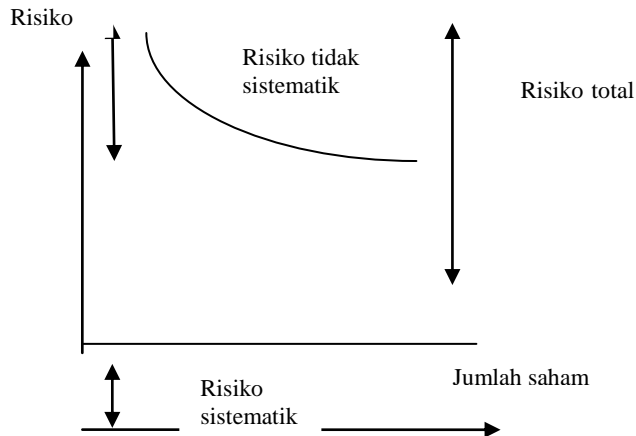 Risiko
Risiko tidak
sistematik
Risiko total
Jumlah saham
Risiko
sistematik